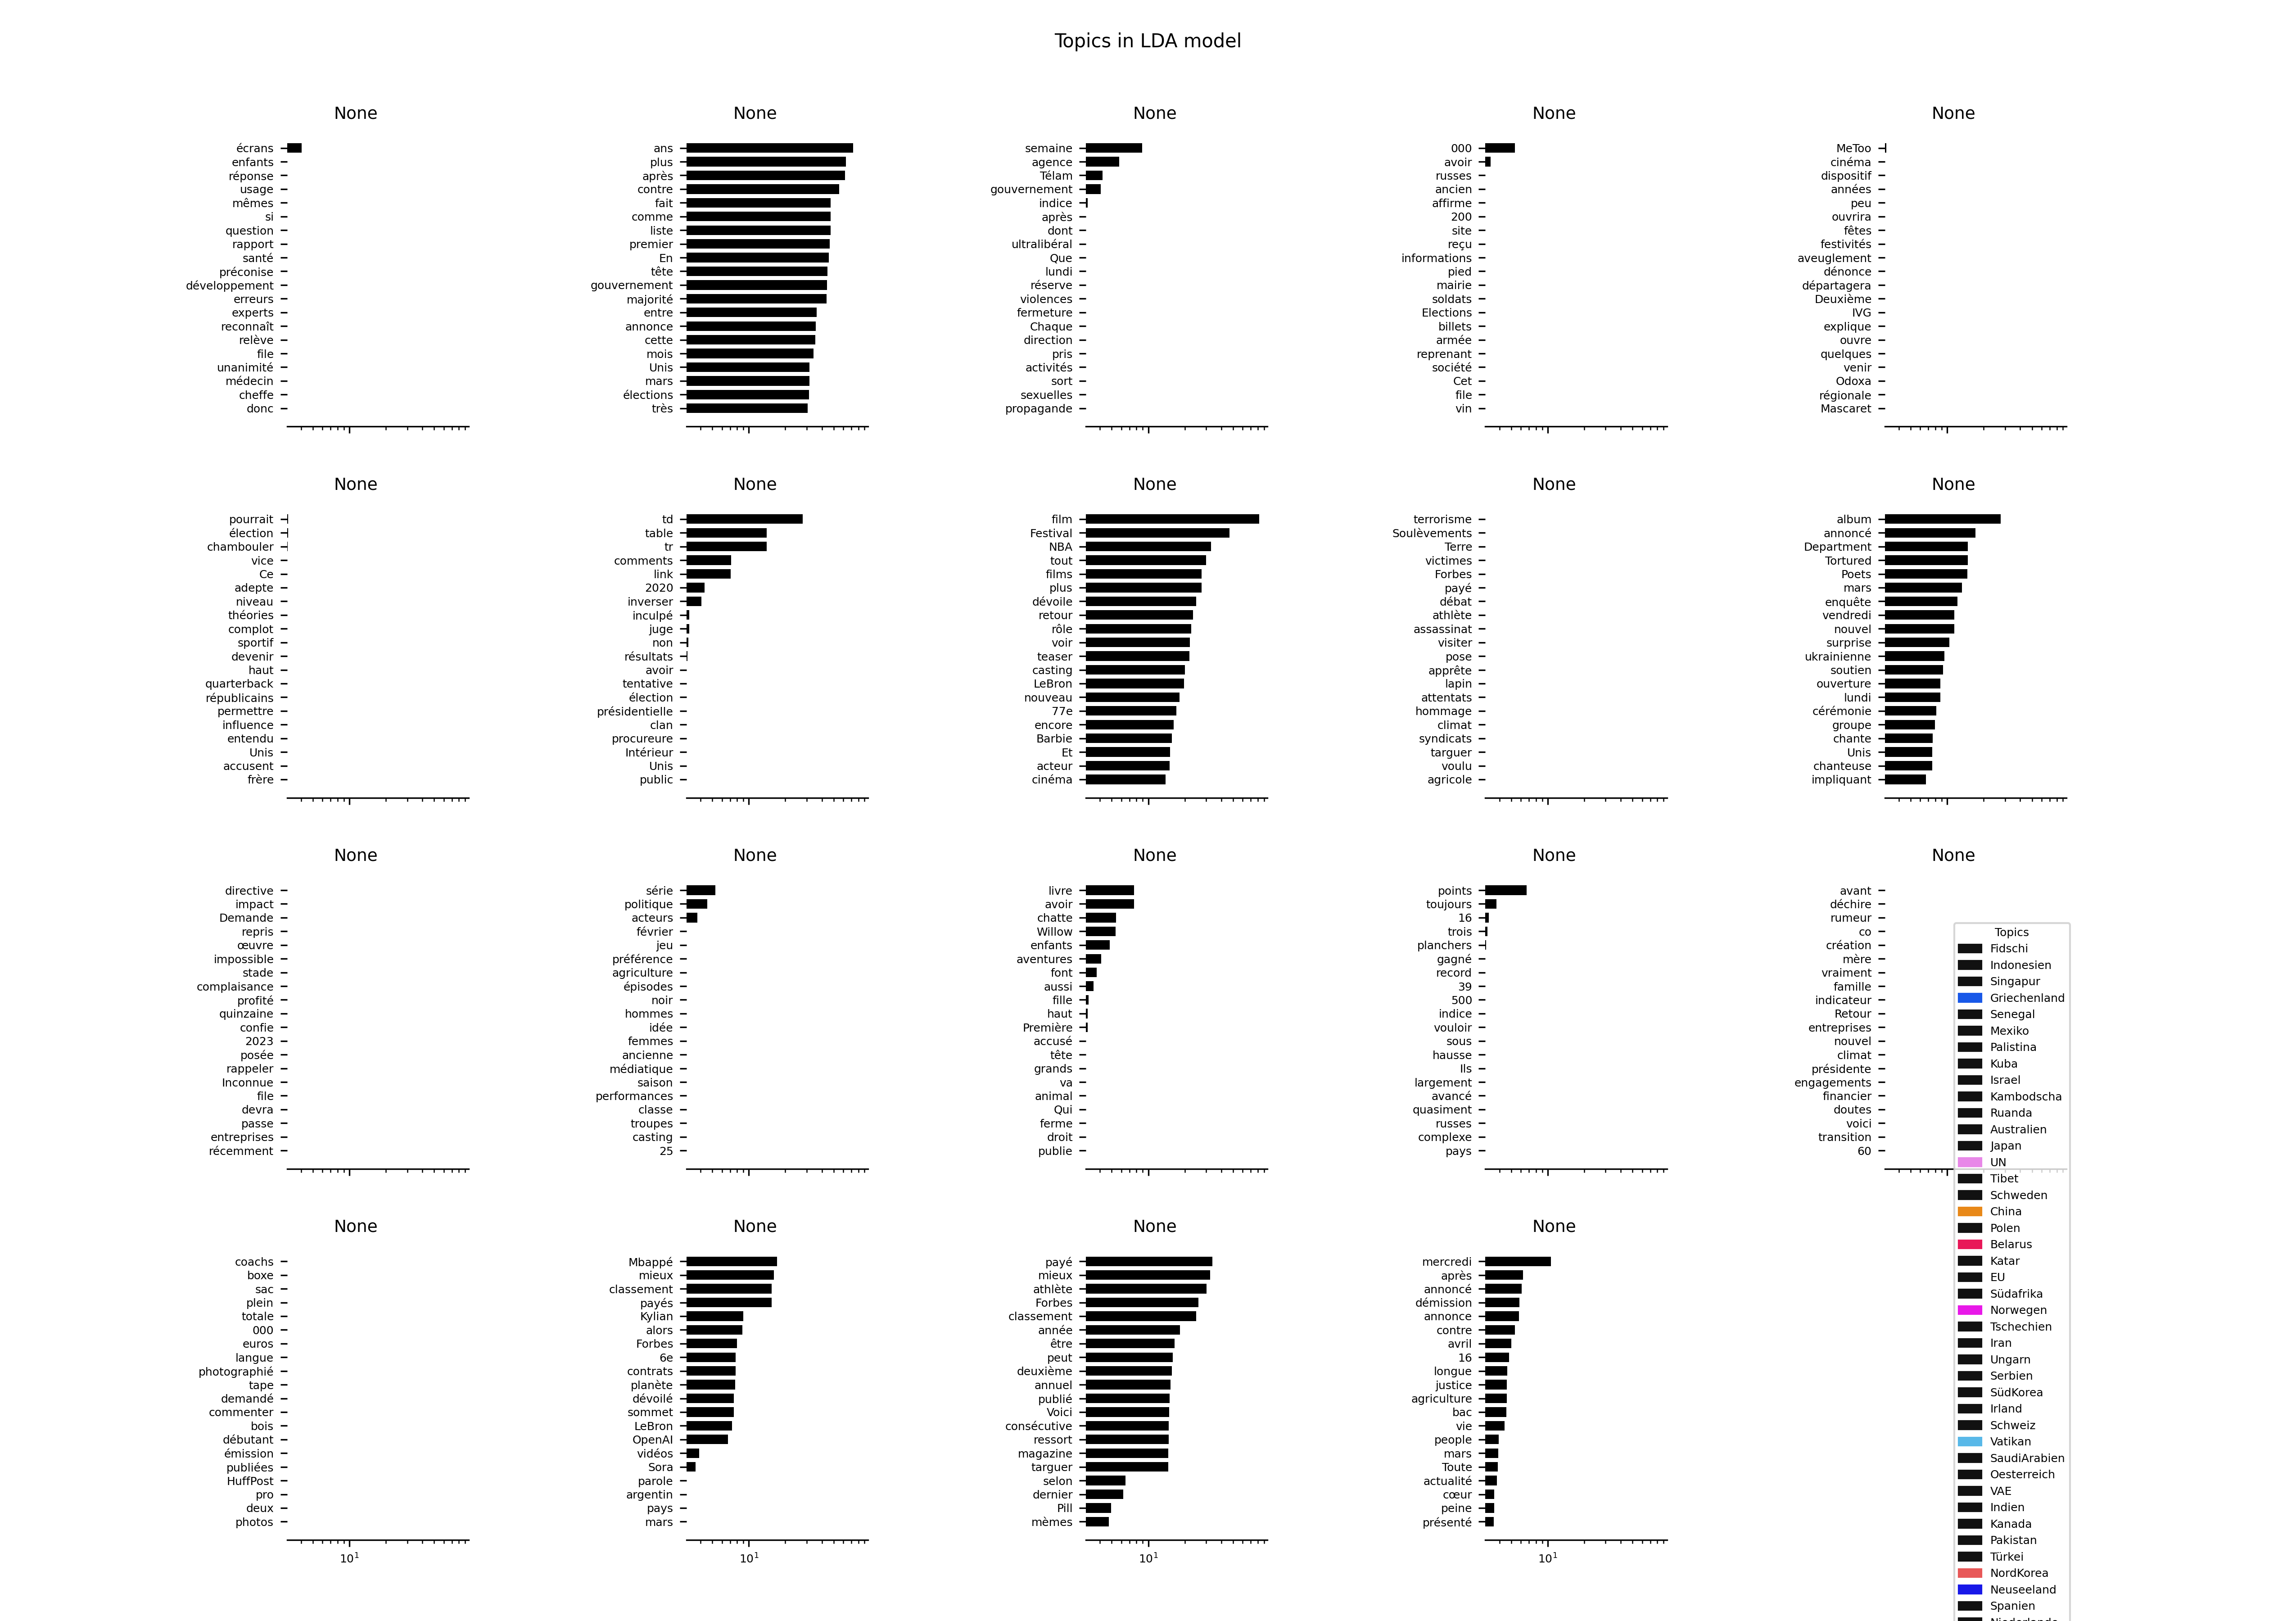 Topics in LDA model
None
écrans
enfants
réponse
usage
mêmes
si
question
rapport
santé
préconise
développement
erreurs
experts
reconnaît
relève
file
unanimité
médecin
cheffe
donc
None
ans
plus
après
contre
fait
comme
liste
premier
En
tête
gouvernement
majorité
entre
annonce
cette
mois
Unis
mars
élections
très
None
semaine
agence
Télam
gouvernement
indice
après
dont
ultralibéral
Que
lundi
réserve
violences
fermeture
Chaque
direction
pris
activités
sort
sexuelles
propagande
None
000
avoir
russes
ancien
affirme
200
site
reçu
informations
pied
mairie
soldats
Elections
billets
armée
reprenant
société
Cet
file
vin
None
MeToo
cinéma
dispositif
années
peu
ouvrira
fêtes
festivités
aveuglement
dénonce
départagera
Deuxième
IVG
explique
ouvre
quelques
venir
Odoxa
régionale
Mascaret
None
pourrait
élection
chambouler
vice
Ce
adepte
niveau
théories
complot
sportif
devenir
haut
quarterback
républicains
permettre
influence
entendu
Unis
accusent
frère
None
td
table
tr
comments
link
2020
inverser
inculpé
juge
non
résultats
avoir
tentative
élection
présidentielle
clan
procureure
Intérieur
Unis
public
None
film
Festival
NBA
tout
films
plus
dévoile
retour
rôle
voir
teaser
casting
LeBron
nouveau
77e
encore
Barbie
Et
acteur
cinéma
None
terrorisme
Soulèvements
Terre
victimes
Forbes
payé
débat
athlète
assassinat
visiter
pose
apprête
lapin
attentats
hommage
climat
syndicats
targuer
voulu
agricole
None
album
annoncé
Department
Tortured
Poets
mars
enquête
vendredi
nouvel
surprise
ukrainienne
soutien
ouverture
lundi
cérémonie
groupe
chante
Unis
chanteuse
impliquant
None
directive
impact
Demande
repris
œuvre
impossible
stade
complaisance
profité
quinzaine
confie
2023
posée
rappeler
Inconnue
file
devra
passe
entreprises
récemment
None
série
politique
acteurs
février
jeu
préférence
agriculture
épisodes
noir
hommes
idée
femmes
ancienne
médiatique
saison
performances
classe
troupes
casting
25
None
livre
avoir
chatte
Willow
enfants
aventures
font
aussi
fille
haut
Première
accusé
tête
grands
va
animal
Qui
ferme
droit
publie
None
points
toujours
16
trois
planchers
gagné
record
39
500
indice
vouloir
sous
hausse
Ils
largement
avancé
quasiment
russes
complexe
pays
None
avant
déchire
rumeur
co
création
mère
vraiment
famille
indicateur
Retour
entreprises
nouvel
climat
présidente
engagements
financier
doutes
voici
transition
60
None
coachs
boxe
sac
plein
totale
000
euros
langue
photographié
tape
demandé
commenter
bois
débutant
émission
publiées
HuffPost
pro
deux
photos
10¹
None
Mbappé
mieux
classement
payés
Kylian
alors
Forbes
6e
contrats
planète
dévoilé
sommet
LeBron
OpenAI
vidéos
Sora
parole
argentin
pays
mars
10¹
None
payé
mieux
athlète
Forbes
classement
année
être
peut
deuxième
annuel
publié
Voici
consécutive
ressort
magazine
targuer
selon
dernier
Pill
mèmes
10¹
None
mercredi
après
annoncé
démission
annonce
contre
avril
16
longue
justice
agriculture
bac
vie
people
mars
Toute
actualité
cœur
peine
présenté
10¹
Topics
Fidschi
Indonesien
Singapur
Griechenland
Senegal
Mexiko
Palistina
Kuba
Israel
Kambodscha
Ruanda
Australien
Japan
UN
Tibet
Schweden
China
Polen
Belarus
Katar
EU
Südafrika
Norwegen
Tschechien
Iran
Ungarn
Serbien
SüdKorea
Irland
Schweiz
Vatikan
SaudiArabien
Oesterreich
VAE
Indien
Kanada
Pakistan
Türkei
NordKorea
Neuseeland
Spanien